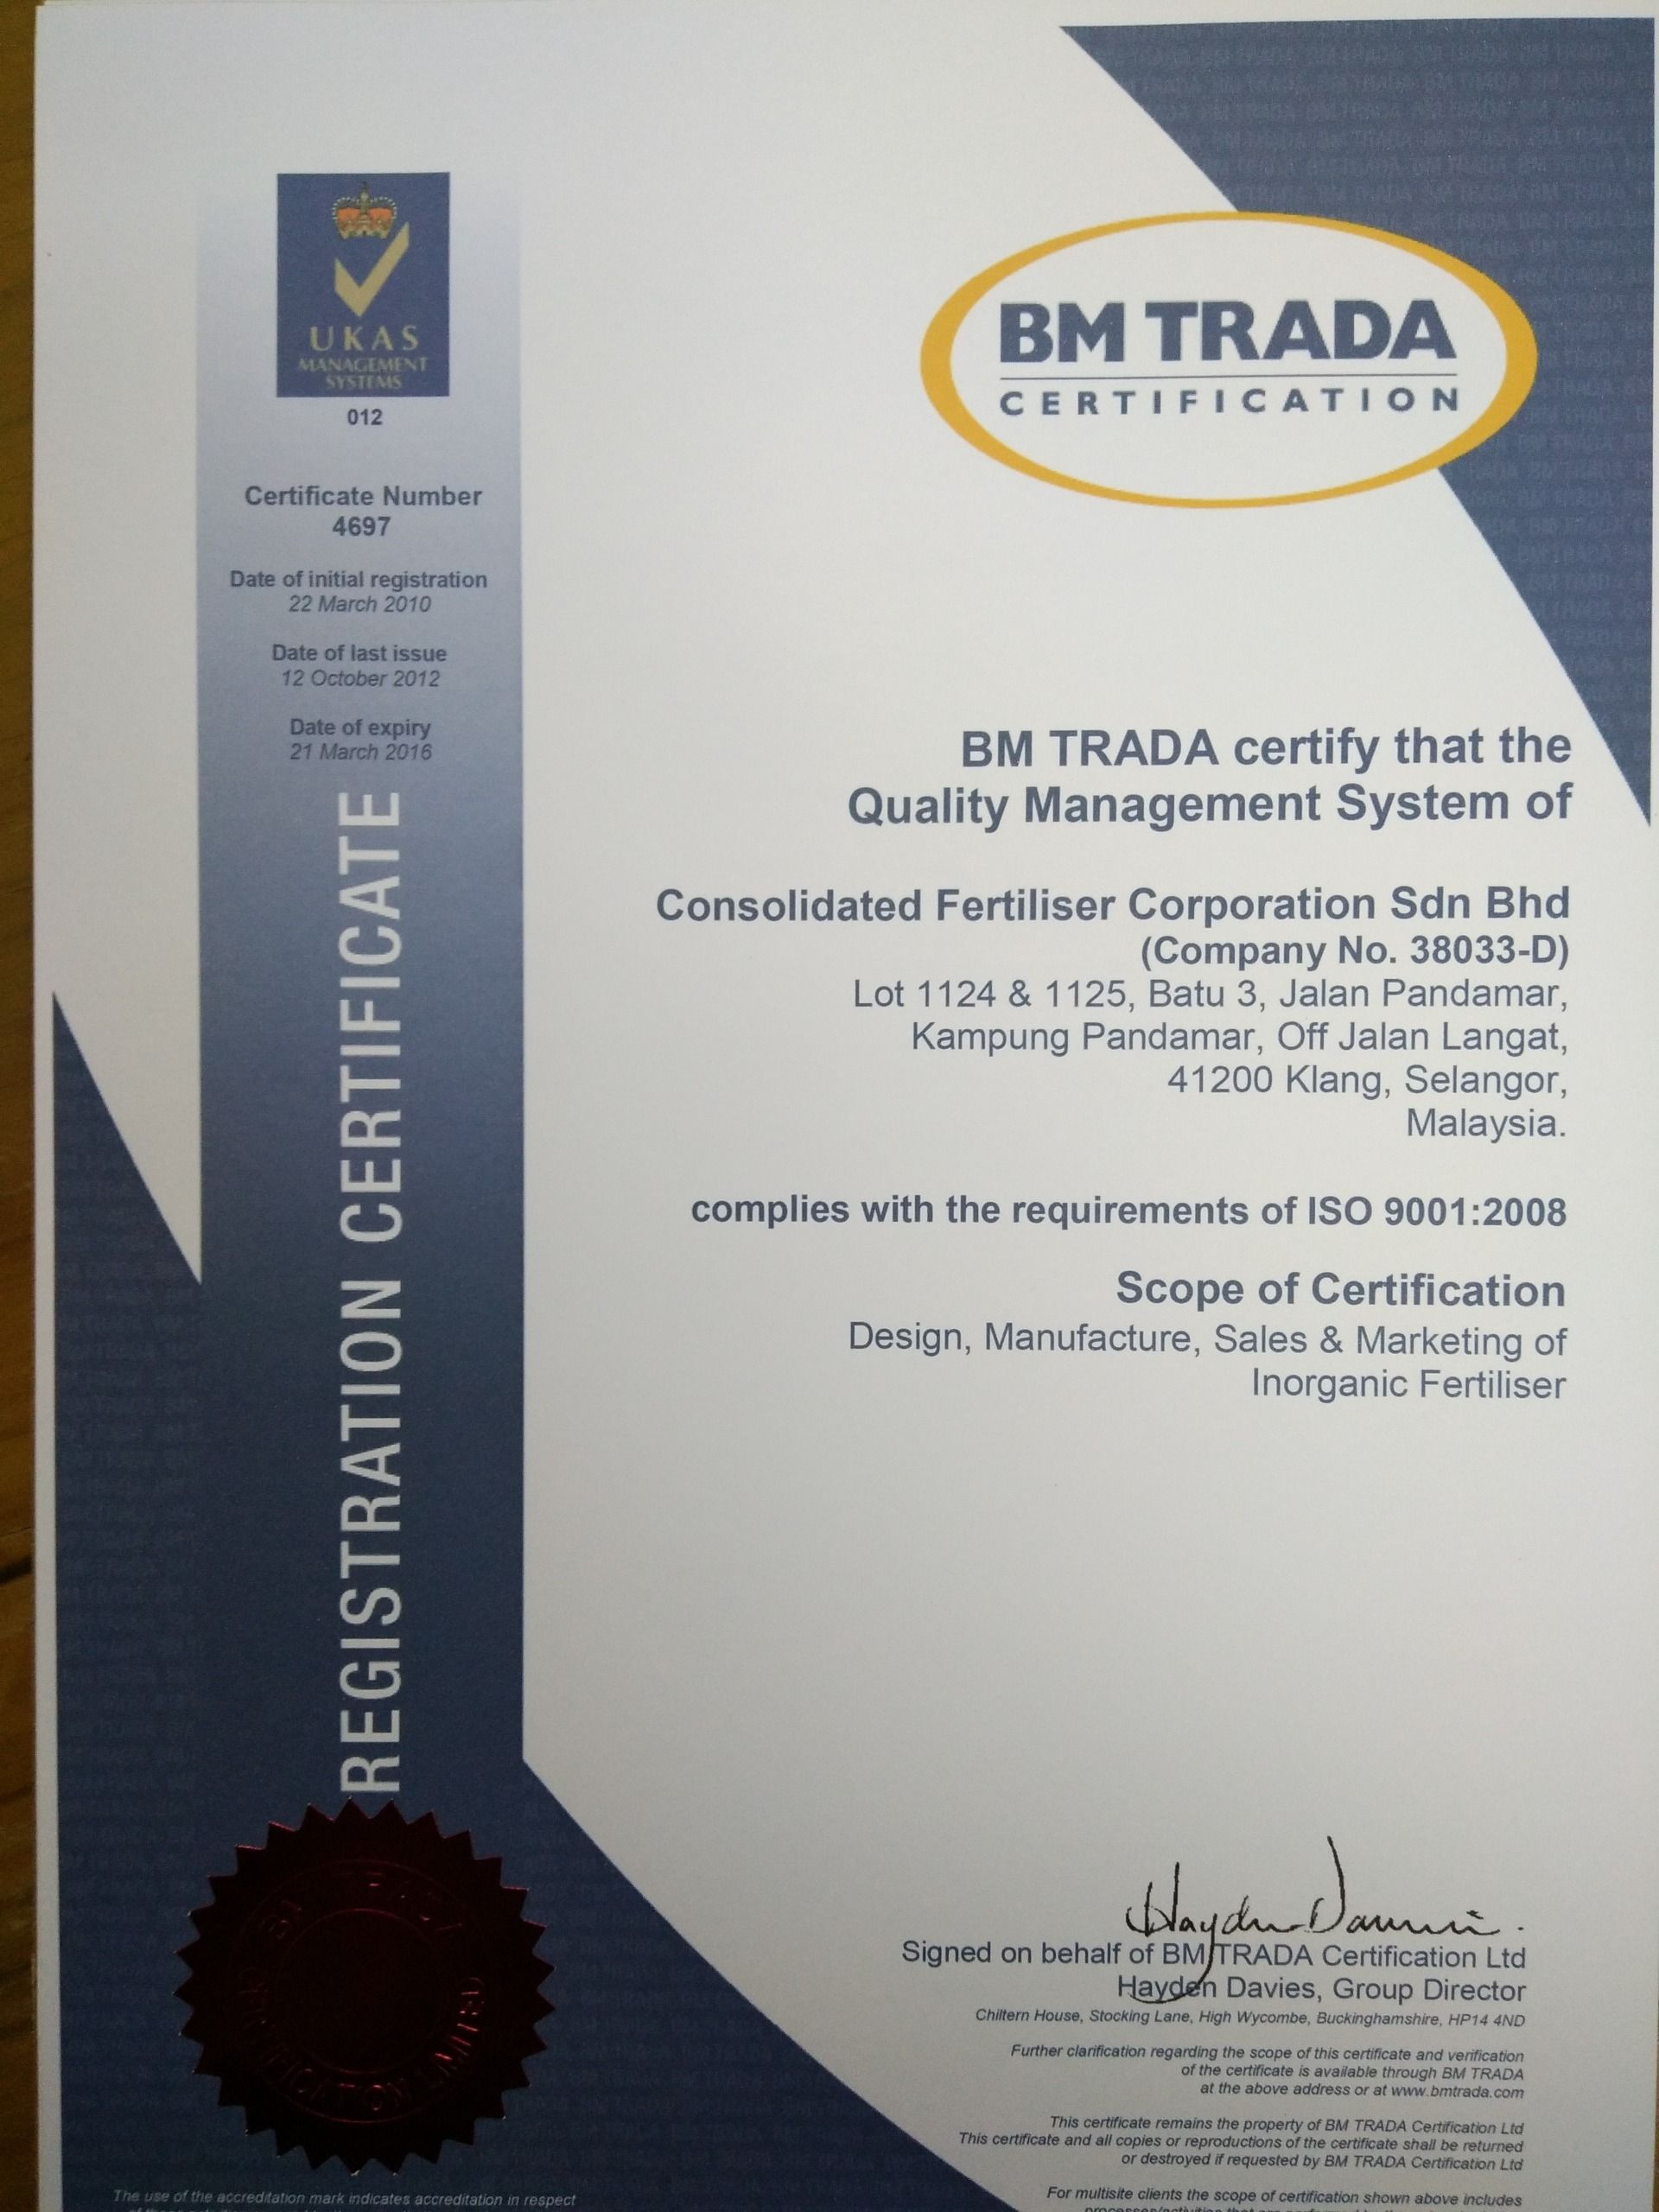 UKAS
MANAGEMENT
SYSTEMS
012
Certificate Number
4697
Date of initial registration
22 March 2010
Date of last issue
12 October 2012
Date of expiry
21 March 2016
REGISTRATION CERTIFICATE
BM TRADA
CERTIFICATION
BM TRADA certify that the
Quality Management System of
Consolidated Fertiliser Corporation Sdn Bhd
(Company No. 38033-D)
Lot 1124 & 1125, Batu 3, Jalan Pandamar,
Kampung Pandamar, Off Jalan Langat,
41200 Klang, Selangor,
Malaysia.
complies with the requirements of ISO 9001:2008
Scope of Certification
Design, Manufacture, Sales & Marketing of
Inorganic Fertiliser
Signed on behalf of BM TRADA Certification Ltd
Hayden Davies, Group Director
Chiltern House, Stocking Lane, High Wycombe, Buckinghamshire, HP14 4ND
Further clarification regarding the scope of this certificate and verification
of the certificate is available through BM TRADA
at the above address or at www.bmtrada.com
This certificate remains the property of BM TRADA Certification Ltd
This certificate and all copies or reproductions of the certificate shall be returned
or destroyed if requested by BM TRADA Certification Ltd
For multisite clients the scope of certification shown above includes
The use of the accreditation mark indicates accreditation in respect